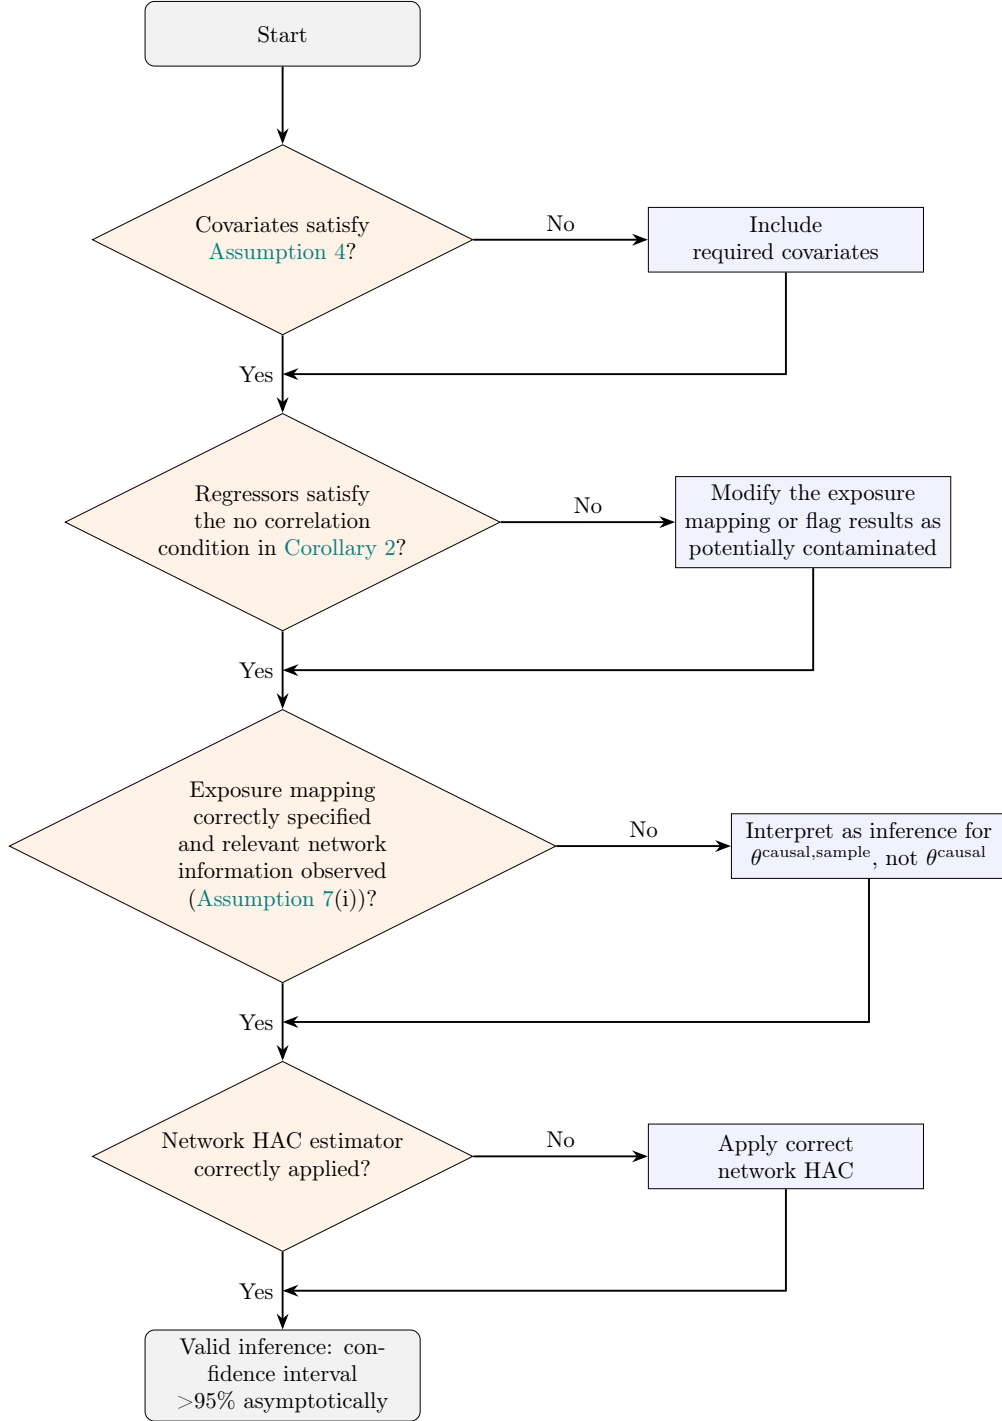 Start
Covariates satisfy
Assumption 4?
No
Include
required covariates
Yes
Regressors satisfy
the no correlation
condition in Corollary 2?
No
Modify the exposure
mapping or flag results as
potentially contaminated
Yes
Exposure mapping
correctly specified
and relevant network
information observed
(Assumption 7(i))?
No
Interpret as inference for
θ^causal,sample, not θ^causal
Yes
Network HAC estimator
correctly applied?
No
Apply correct
network HAC
Yes
Valid inference: con-
fidence interval
>95% asymptotically